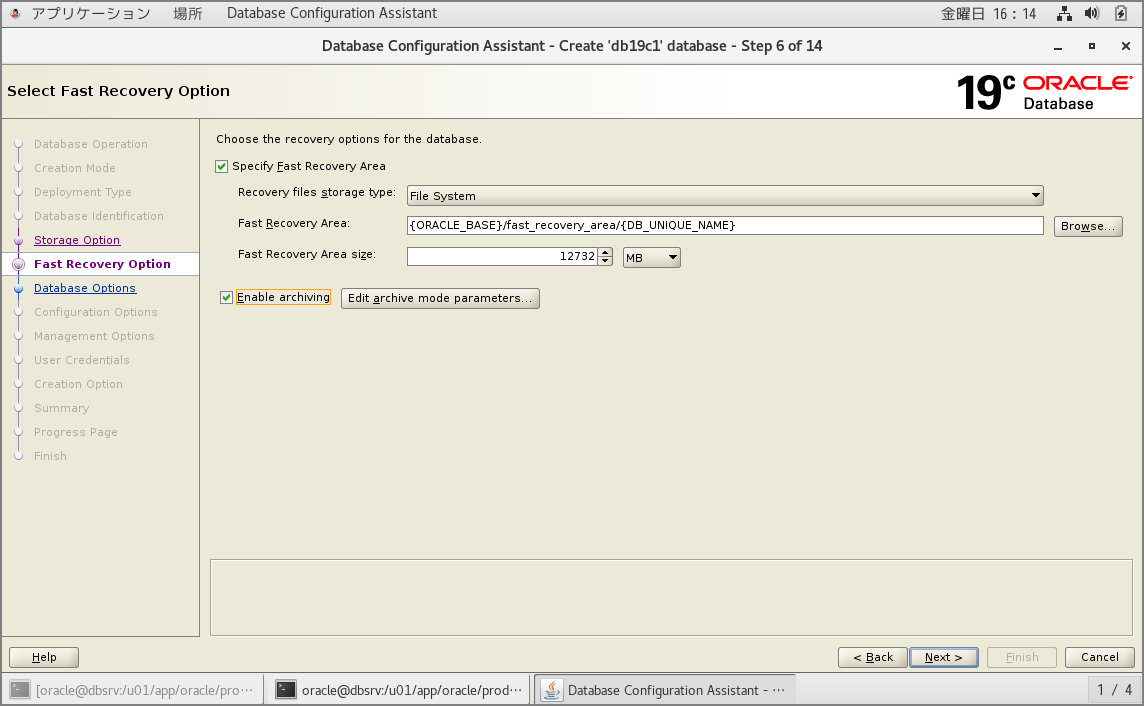 アプリケーション 場所 Database Configuration Assistant 金曜日 16：14
Database Configuration Assistant - Create 'db19c1' database - Step 6 of 14
Select Fast Recovery Option
19c ORACLE Database
Database Operation
Creation Mode
Deployment Type
Database Identification
Storage Option
Fast Recovery Option
Database Options
Configuration Options
Management Options
User Credentials
Creation Option
Summary
Progress Page
Finish
Choose the recovery options for the database.
Specify Fast Recovery Area
Recovery files storage type: File System
Fast Recovery Area: {ORACLE_BASE}/fast_recovery_area/{DB_UNIQUE_NAME} Browse...
Fast Recovery Area size: 12732 MB
Enable archiving Edit archive mode parameters...
Help < Back Next > Finish Cancel
[oracle@dbsrv:/u01/app/oracle/pro… oracle@dbsrv:/u01/app/oracle/prod… Database Configuration Assistant - … 1 / 4